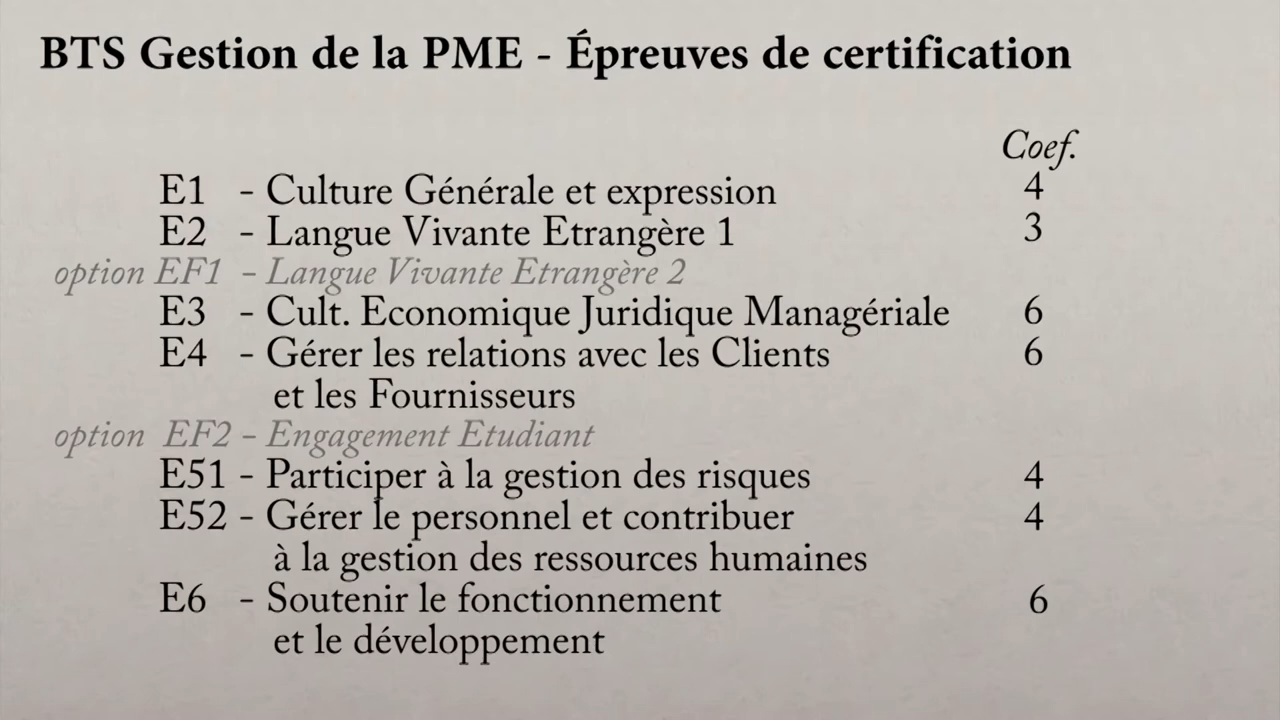 BTS Gestion de la PME - Épreuves de certification
Coef.
E1 - Culture Générale et expression 4
E2 - Langue Vivante Etrangère 1 3
option EF1 - Langue Vivante Etrangère 2
E3 - Cult. Economique Juridique Managériale 6
E4 - Gérer les relations avec les Clients 6
et les Fournisseurs
option EF2 - Engagement Etudiant
E51 - Participer à la gestion des risques 4
E52 - Gérer le personnel et contribuer 4
à la gestion des ressources humaines
E6 - Soutenir le fonctionnement 6
et le développement